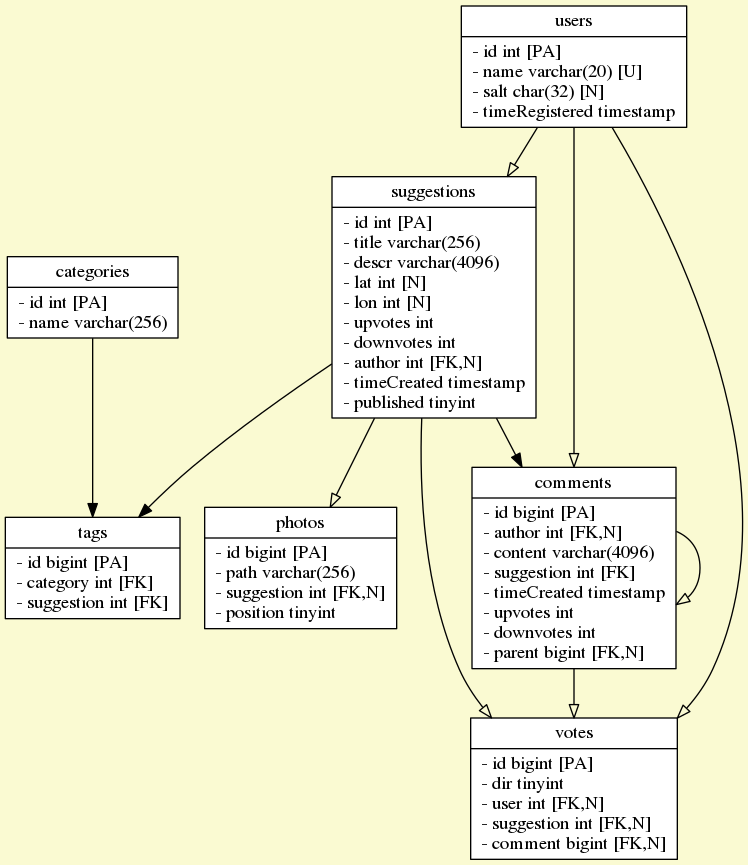 users
- id int [PA]
- name varchar(20) [U]
- salt char(32) [N]
- timeRegistered timestamp
suggestions
- id int [PA]
- title varchar(256)
- descr varchar(4096)
- lat int [N]
- lon int [N]
- upvotes int
- downvotes int
- author int [FK,N]
- timeCreated timestamp
- published tinyint
categories
- id int [PA]
- name varchar(256)
comments
- id bigint [PA]
- author int [FK,N]
- content varchar(4096)
- suggestion int [FK]
- timeCreated timestamp
- upvotes int
- downvotes int
- parent bigint [FK,N]
tags
- id bigint [PA]
- category int [FK]
- suggestion int [FK]
photos
- id bigint [PA]
- path varchar(256)
- suggestion int [FK,N]
- position tinyint
votes
- id bigint [PA]
- dir tinyint
- user int [FK,N]
- suggestion int [FK,N]
- comment bigint [FK,N]